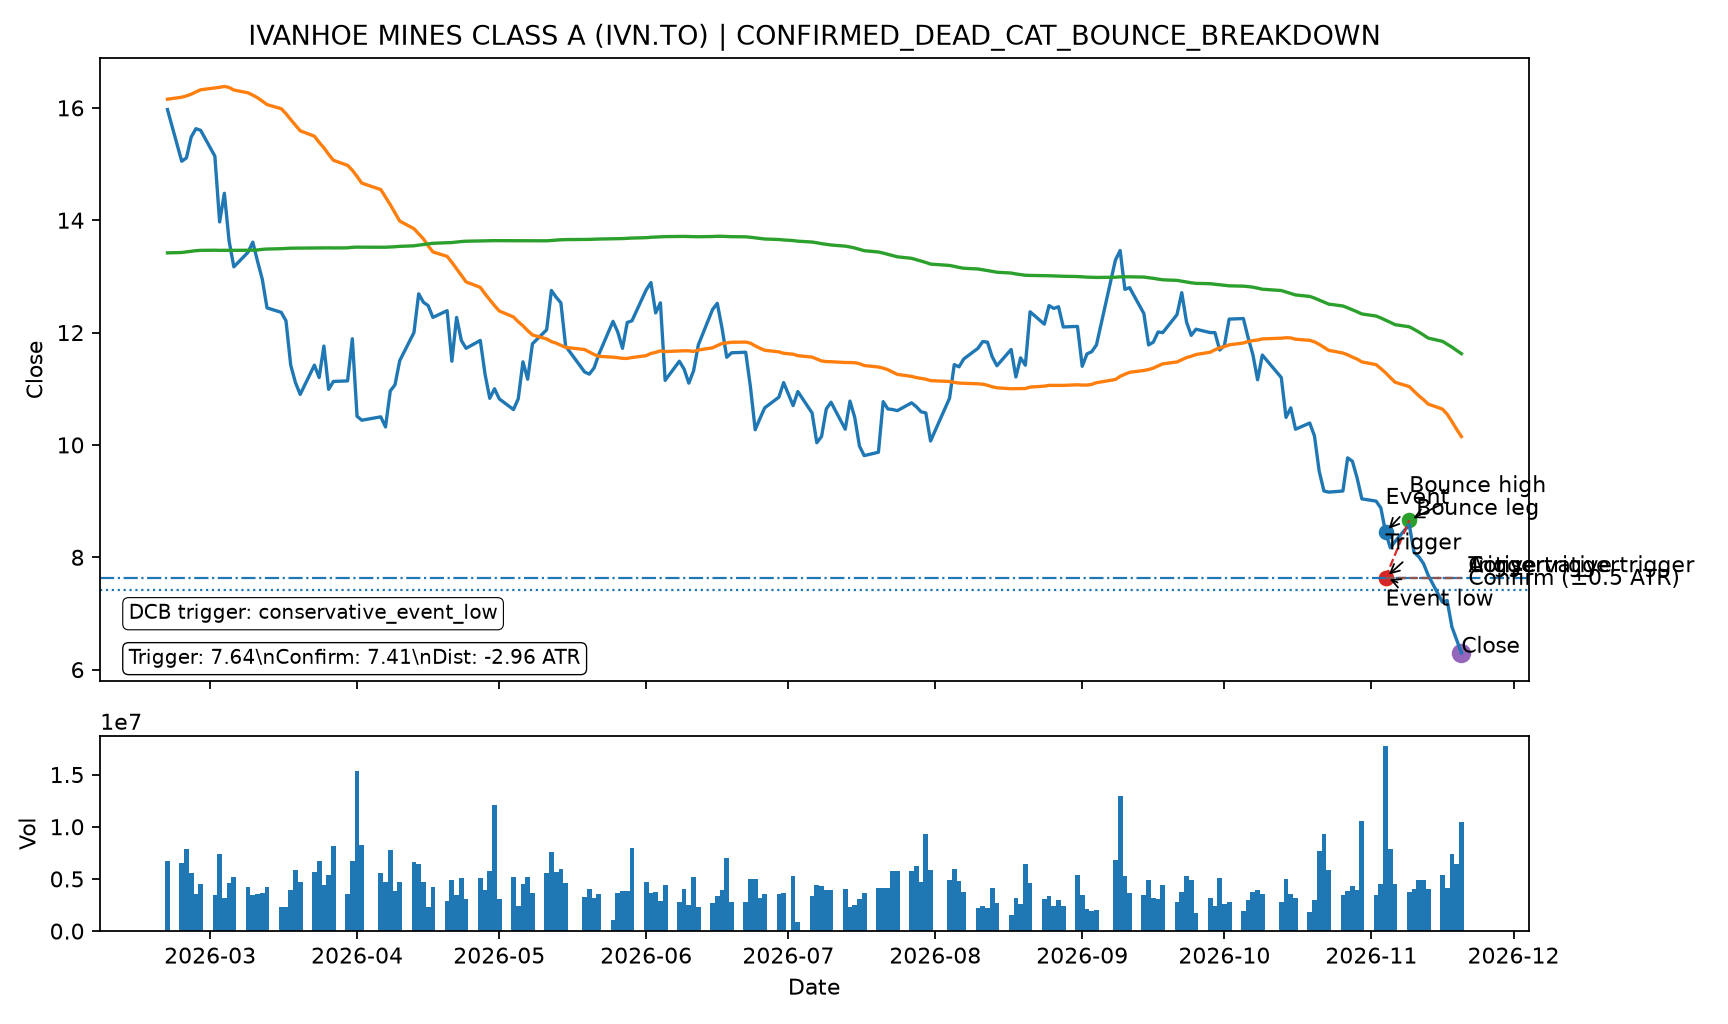 IVANHOE MINES CLASS A (IVN.TO) | CONFIRMED_DEAD_CAT_BOUNCE_BREAKDOWN
Close
16
14
12
10
8
6
Bounce high
Event
Bounce leg
Trigger
Conservative trigger
Confirm (±0.5 ATR)
Event low
Close
DCB trigger: conservative_event_low
Trigger: 7.64\nConfirm: 7.41\nDist: -2.96 ATR
1e7
Vol
1.5
1.0
0.5
0.0
2026-03
2026-04
2026-05
2026-06
2026-07
2026-08
2026-09
2026-10
2026-11
2026-12
Date